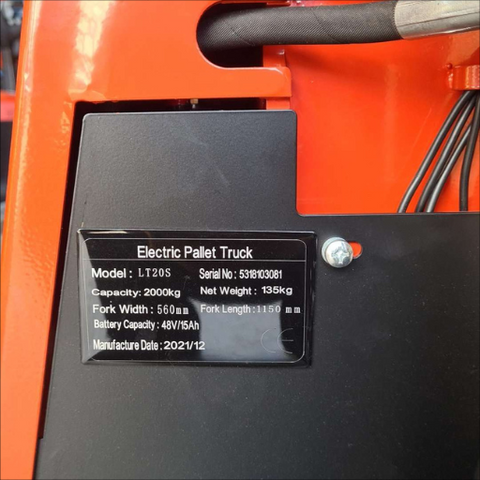 Electric Pallet Truck
Model : LT20S Serial No : 5318103081
Capacity: 2000kg Net Weight : 135kg
Fork Width : 560mm Fork Length:1150 mm
Battery Capacity : 48V/15Ah
Manufacture Date : 2021/12
CE